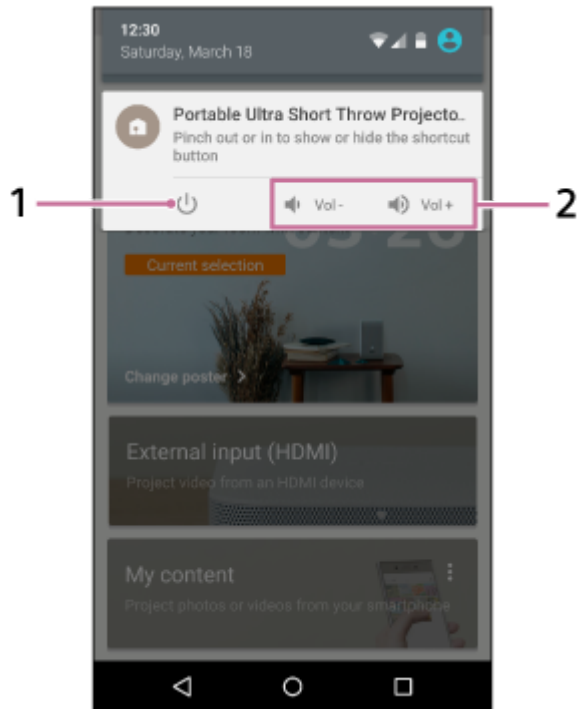 12:30
Saturday, March 18
Portable Ultra Short Throw Projecto..
Pinch out or in to show or hide the shortcut
button
1
Vol-
Vol+
2
03 20
Current selection
Change poster
External input (HDMI)
Project video from an HDMI device
My content
Project photos or videos from your smartphone